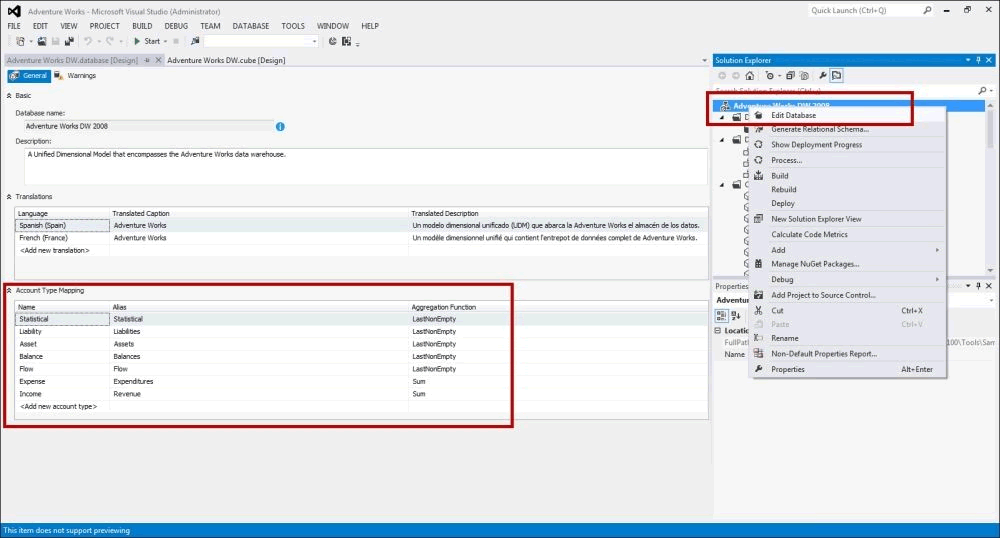 Adventure Works - Microsoft Visual Studio (Administrator)
Quick Launch (Ctrl+Q)
FILE EDIT VIEW PROJECT BUILD DEBUG TEAM DATABASE TOOLS WINDOW HELP
Start
Adventure Works DW.database [Design] Adventure Works DW.cube [Design]
General Warnings
Basic
Database name:
Adventure Works DW 2008
Description:
A Unified Dimensional Model that encompasses the Adventure Works data warehouse.
Translations
Language Translated Caption Translated Description
Spanish (Spain) Adventure Works Un modelo dimensional unificado (UDM) que abarca la Adventure Works el almacén de los datos.
French (France) Adventure Works Un modèle dimensionnel unifié qui contient l'entrepot de données complet de Adventure Works.
<Add new translation>
Account Type Mapping
Name Alias Aggregation Function
Statistical Statistical LastNonEmpty
Liability Liabilities LastNonEmpty
Asset Assets LastNonEmpty
Balance Balances LastNonEmpty
Flow Flow LastNonEmpty
Expense Expenditures Sum
Income Revenue Sum
<Add new account type>
Solution Explorer
Search Solution Explorer (Ctrl+;)
Adventure Works DW 2008
Edit Database
Generate Relational Schema...
Show Deployment Progress
Process...
Build
Rebuild
Deploy
New Solution Explorer View
Calculate Code Metrics
Add
Manage NuGet Packages...
Debug
Add Project to Source Control...
Cut Ctrl+X
Paste Ctrl+V
Rename
Non-Default Properties Report...
Properties Alt+Enter
Properties
Adventu
Locatio
FullPat 100\Tools\Sam
Name
This item does not support previewing